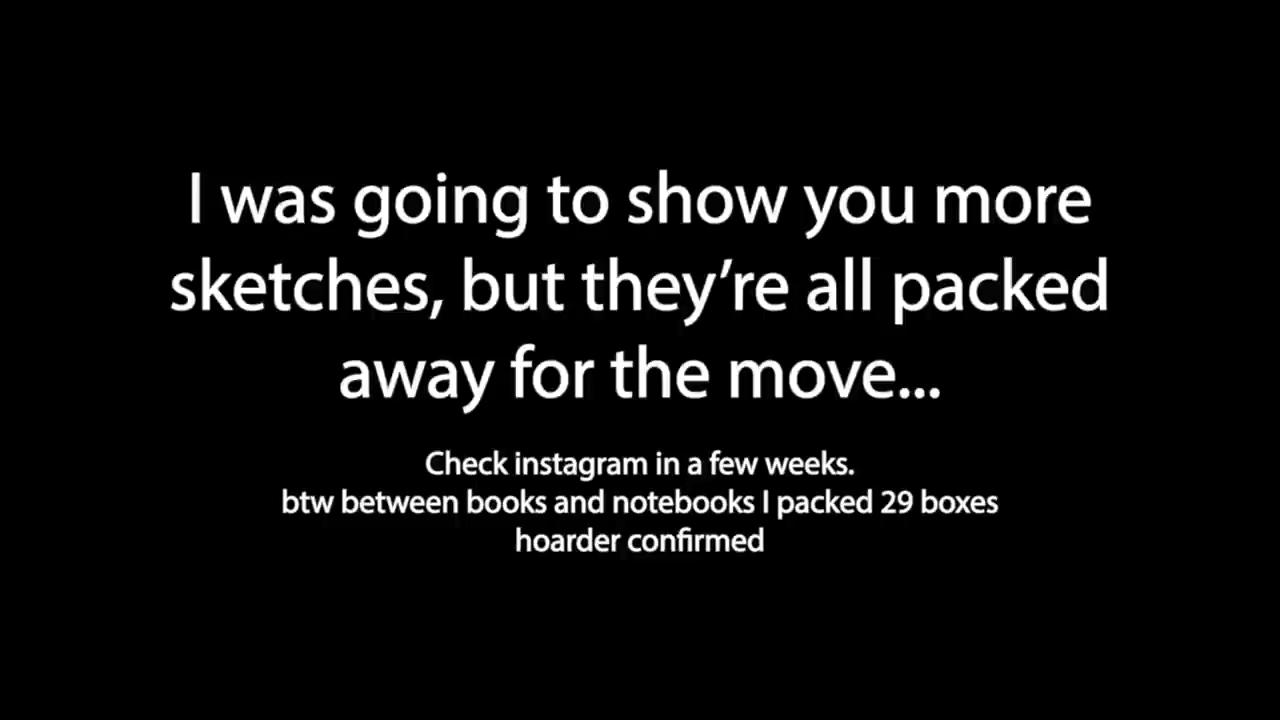 I was going to show you more
sketches, but they’re all packed
away for the move...
Check instagram in a few weeks.
btw between books and notebooks I packed 29 boxes
hoarder confirmed